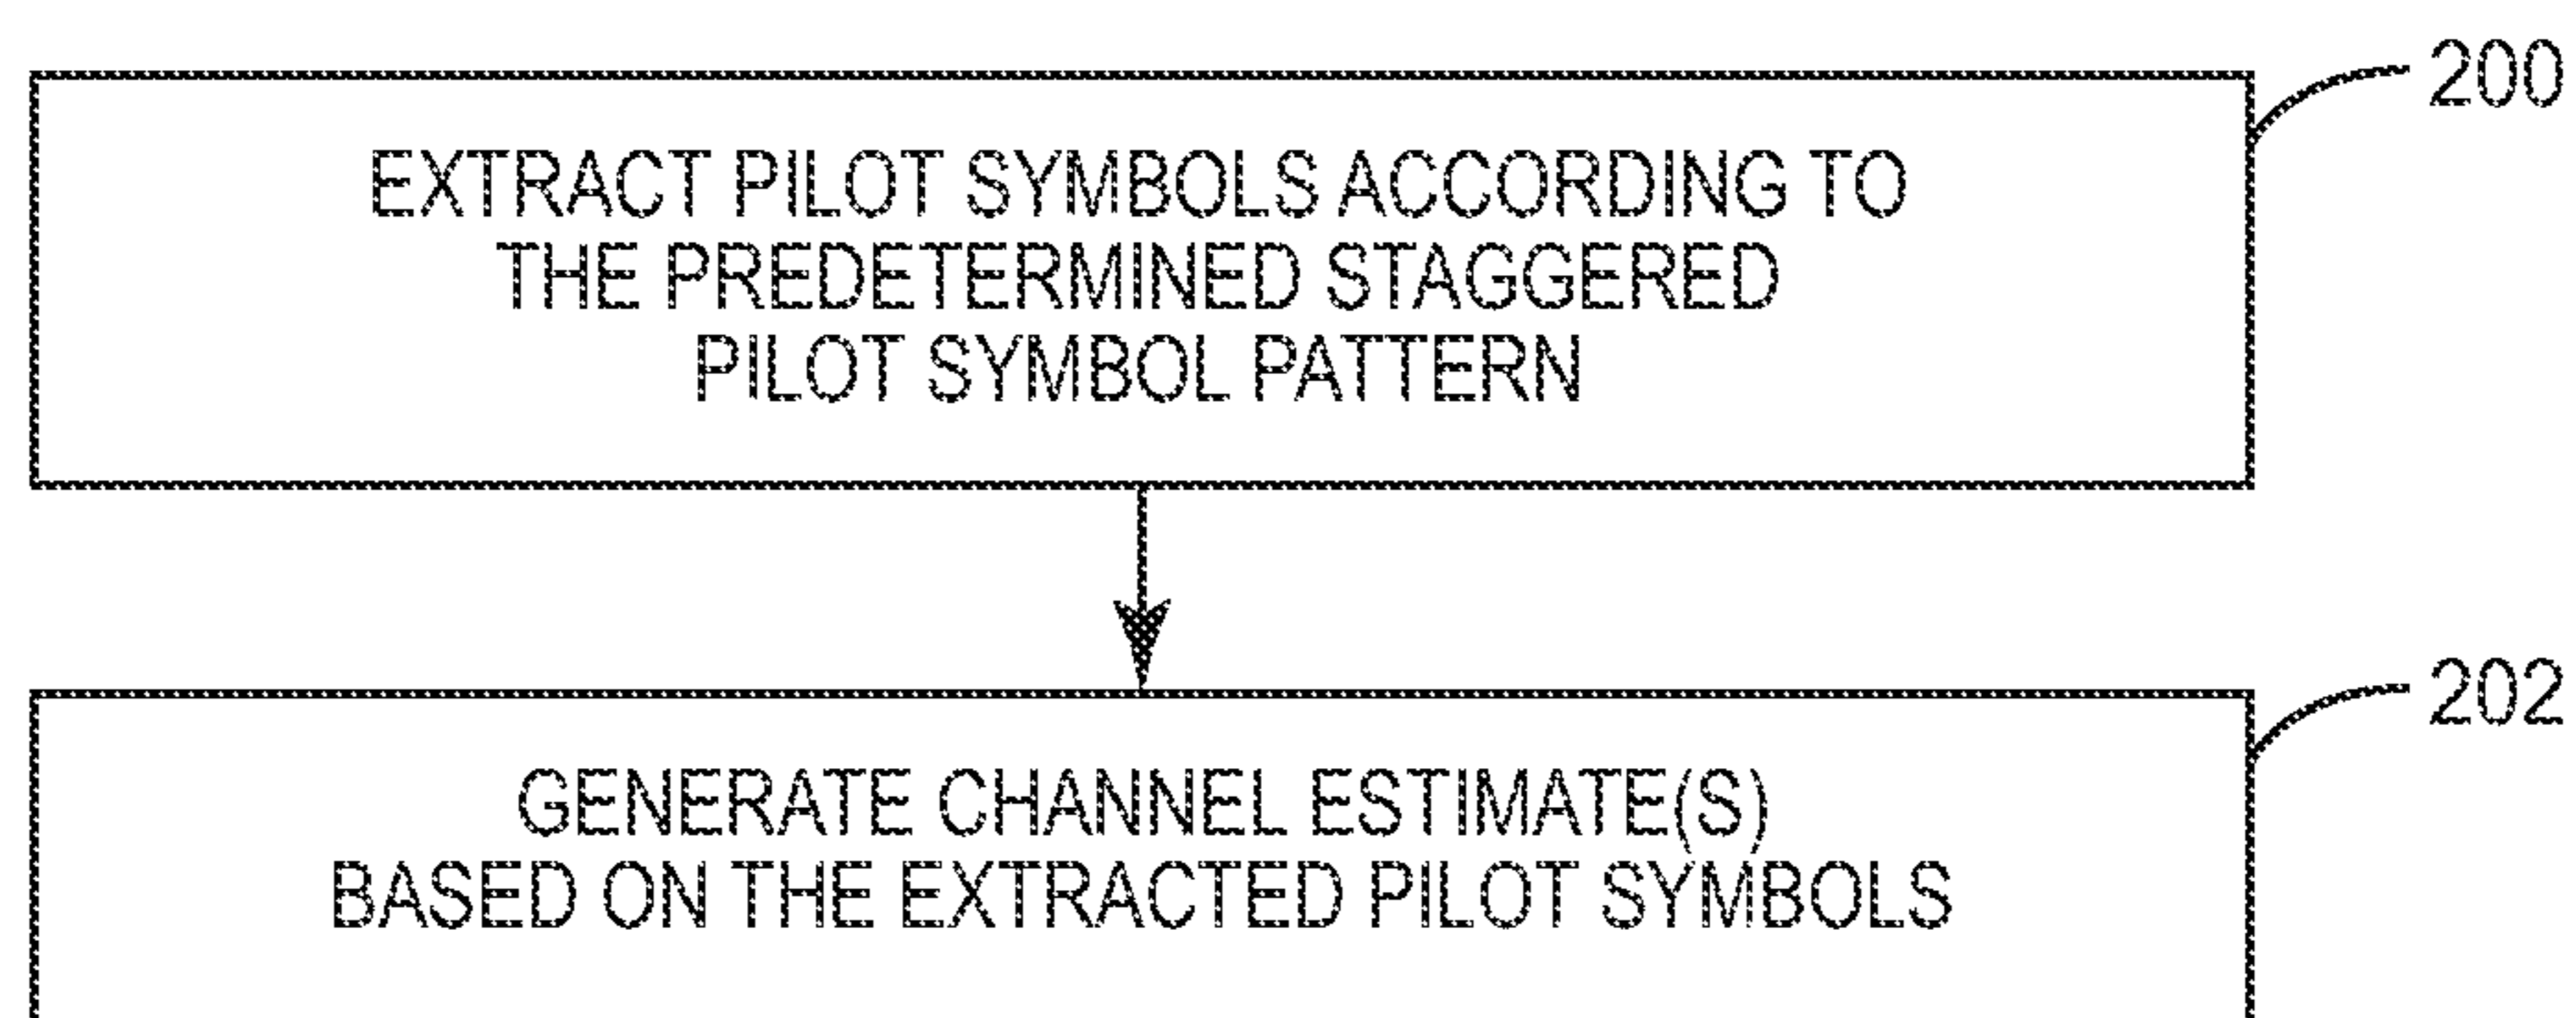 200
EXTRACT PILOT SYMBOLS ACCORDING TO
THE PREDETERMINED STAGGERED
PILOT SYMBOL PATTERN
202
GENERATE CHANNEL ESTIMATE(S)
BASED ON THE EXTRACTED PILOT SYMBOLS